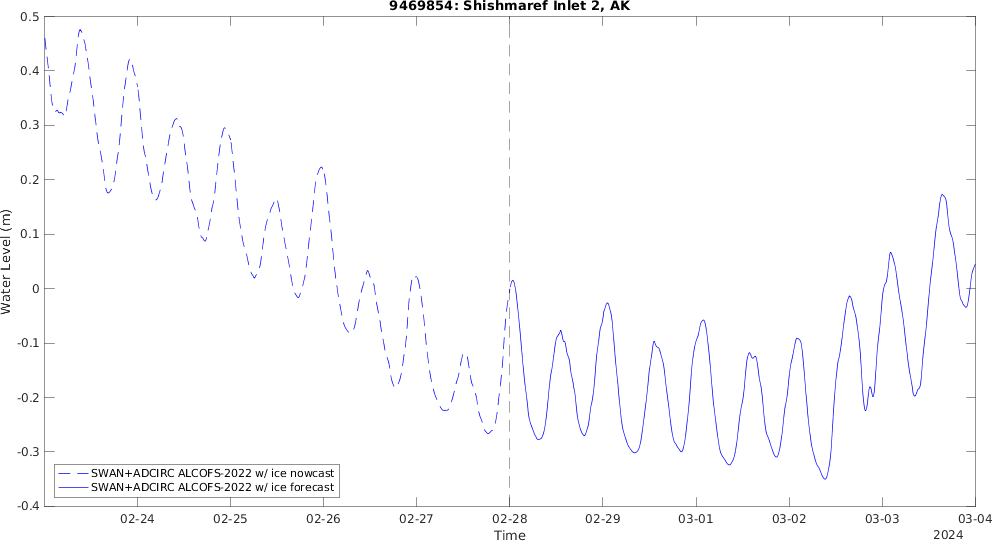 9469854: Shishmaref Inlet 2, AK
0.5
0.4
0.3
0.2
0.1
0
-0.1
-0.2
-0.3
-0.4
Water Level (m)
SWAN+ADCIRC ALCOFS-2022 w/ ice nowcast
SWAN+ADCIRC ALCOFS-2022 w/ ice forecast
02-24 02-25 02-26 02-27 02-28 02-29 03-01 03-02 03-03 03-04
Time
2024